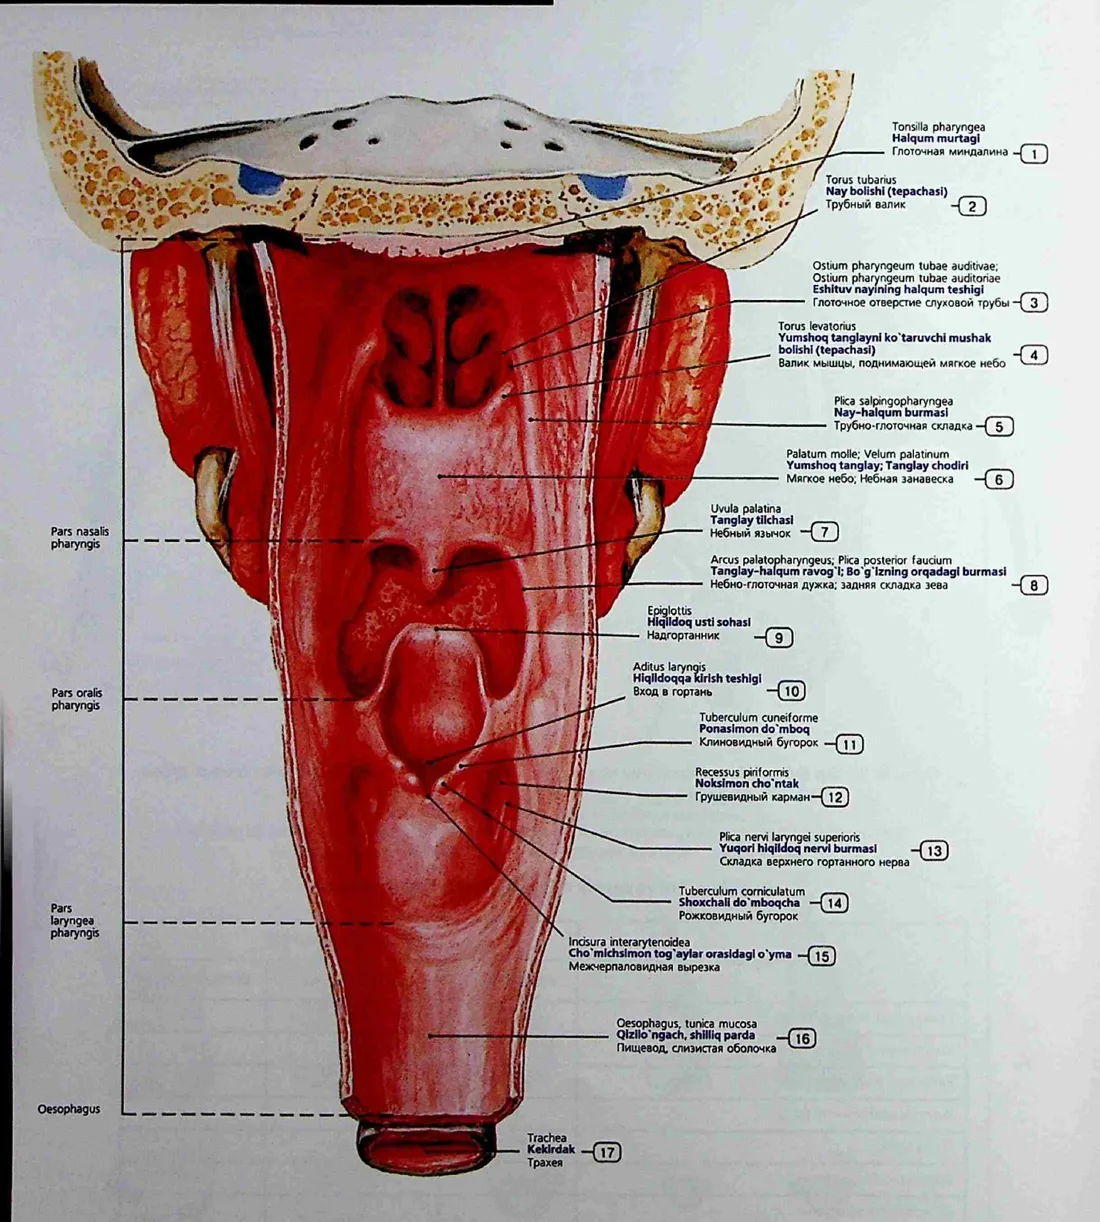 Tonsilla pharyngea
Halqum murtagi
Глоточная миндалина 1
Torus tubarius
Nay bolishi (tepachasi)
Трубный валик 2
Ostium pharyngeum tubae auditivae;
Ostium pharyngeum tubae auditoriae
Eshituv nayining halqum teshigi
Глоточное отверстие слуховой трубы 3
Torus levatorius
Yumshoq tanglayni ko`taruvchi mushak
bolishi (tepachasi)
Валик мышцы, поднимающей мягкое небо 4
Plica salpingopharyngea
Nay-halqum burmasi
Трубно-глоточная складка 5
Palatum molle; Velum palatinum
Yumshoq tanglay; Tanglay chodiri
Мягкое небо; Небная занавеска 6
Uvula palatina
Tanglay tilchasi
Небный язычок 7
Pars nasalis
pharyngis
Arcus palatopharyngeus; Plica posterior faucium
Tanglay-halqum ravog`I; Bo`g`Izning orqadagi burmasi
Небно-глоточная дужка; задняя складка зева 8
Epiglottis
Hiqildoq usti sohasi
Надгортанник 9
Aditus laryngis
Hiqildoqqa kirish teshigi
Вход в гортань 10
Pars oralis
pharyngis
Tuberculum cuneiforme
Ponasimon do`mboq
Клиновидный бугорок 11
Recessus piriformis
Noksimon cho`ntak
Грушевидный карман 12
Plica nervi laryngei superioris
Yuqori hiqildoq nervi burmasi
Складка верхнего гортанного нерва 13
Tuberculum corniculatum
Shoxchali do`mboqcha
Рожковидный бугорок 14
Pars
laryngea
pharyngis
Incisura interarytenoidea
Cho`michsimon tog`aylar orasidagi o`yma 15
Межчерпаловидная вырезка
Oesophagus, tunica mucosa
Qizilo`ngach, shilliq parda 16
Пищевод, слизистая оболочка
Oesophagus
Trachea
Kekirdak 17
Трахея